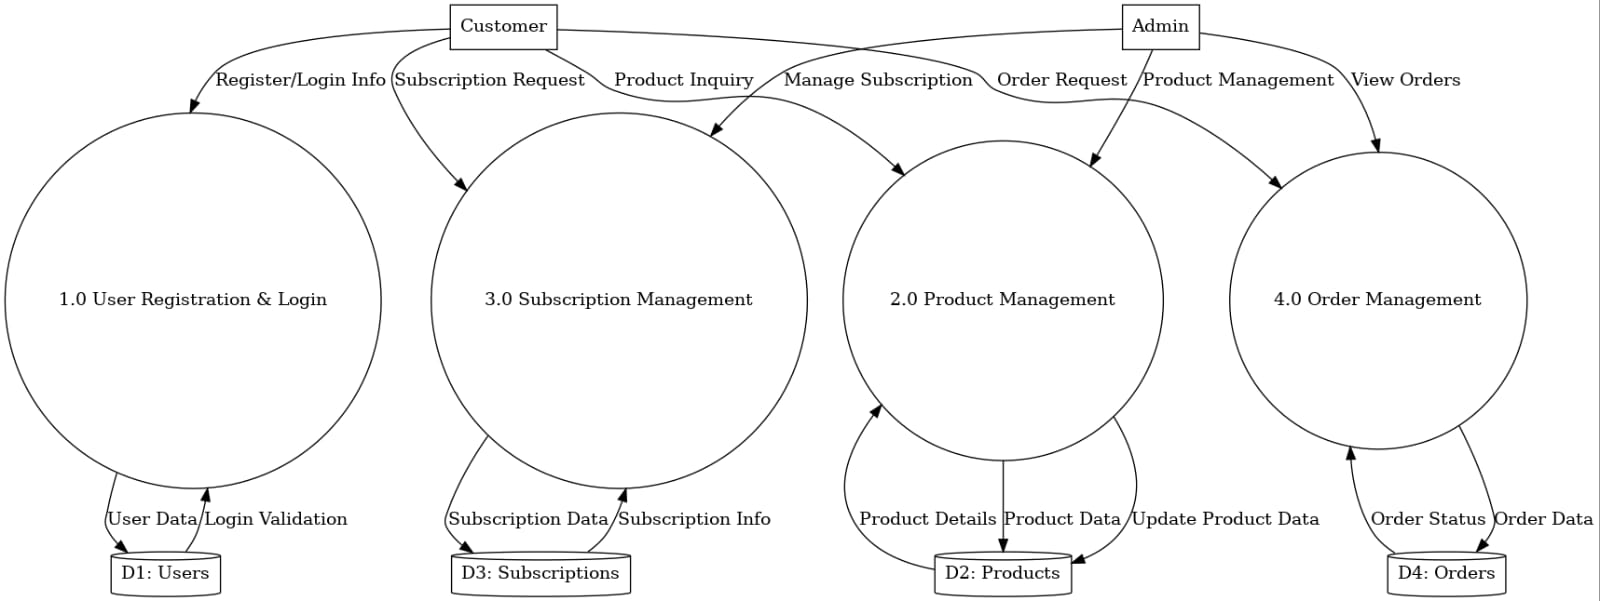 Customer
Admin
Register/Login Info
Subscription Request
Product Inquiry
Manage Subscription
Order Request
Product Management
View Orders
1.0 User Registration & Login
3.0 Subscription Management
2.0 Product Management
4.0 Order Management
User Data
Login Validation
Subscription Data
Subscription Info
Product Details
Product Data
Update Product Data
Order Status
Order Data
D1: Users
D3: Subscriptions
D2: Products
D4: Orders